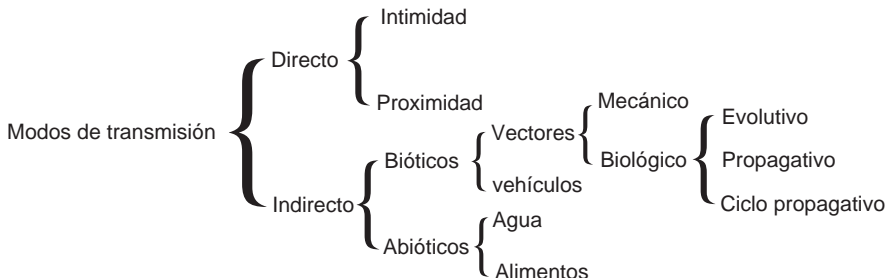 Modos de transmisión
Directo
Intimidad
Proximidad
Indirecto
Bióticos
Vectores
Mecánico
Biológico
Evolutivo
Propagativo
Ciclo propagativo
vehículos
Abióticos
Agua
Alimentos